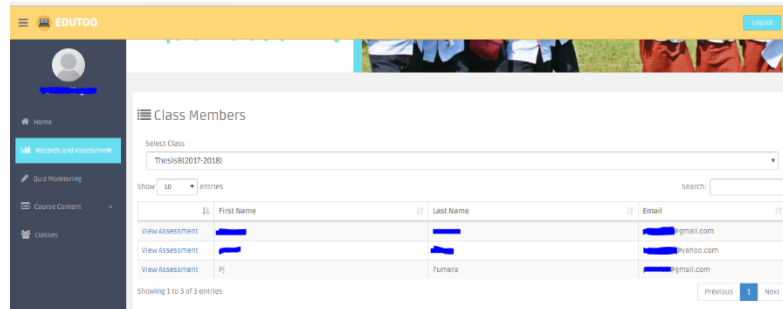 EDUTOO
Logout
Home
Records and Assessment
Quiz Monitoring
Course Content
Classes
Class Members
Select Class
Thesis8(2017-2018)
Show 10 entries
Search:
First Name Last Name Email
View Assessment @gmail.com
View Assessment @yahoo.com
View Assessment Pj Fumera @gmail.com
Showing 1 to 3 of 3 entries
Previous 1 Next